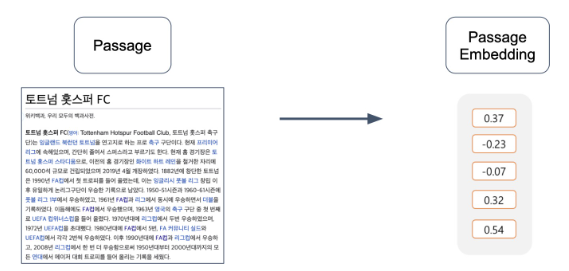 Passage
Passage
Embedding
토트넘 홋스퍼 FC
위키백과, 우리 모두의 백과사전.
토트넘 홋스퍼 FC(영어: Tottenham Hotspur Football Club, 토트넘 홋스퍼 축구
단)는 잉글랜드 북런던 토트넘을 연고지로 하는 프로 축구 구단이다. 현재 프리미어
리그에 속해있으며, 간단히 줄여서 스퍼스라고 부르기도 한다. 현재 홈 경기장은 토
트넘 홋스퍼 스타디움으로, 이전의 홈 경기장인 화이트 하트 레인을 철거한 자리에
60,000석 규모로 건립되었으며 2019년 4월 개장하였다. 1882년에 창단한 토트넘
은 1901년 FA컵에서 첫 트로피를 들어 올렸는데, 이는 잉글리시 풋볼 리그 창립 이
후 유일하게 논리그구단이 우승한 기록으로 남았다. 1950-51시즌과 1960-61시즌에
풋볼 리그 1부에서 우승하였고, 1961년 FA컵과 리그에서 동시에 우승하면서 더블을
기록하였다. 이듬해에도 FA컵에서 우승했으며, 1963년 영국의 축구 구단 중 첫 번째
로 UEFA 컵위너스컵을 들어 올렸다. 1970년대에 리그컵에서 두번 우승하였으며,
1972년 UEFA컵을 초대했다. 1980년대에 FA컵에서 5번, FA 커뮤니티 실드와
UEFA컵에서 각각 2번씩 우승하였다. 이후 1990년대에 FA컵과 리그컵에서 우승하
고, 2008년 리그컵에서 한 번 더 우승함으로써 1950년대부터 2000년대까지의 모
든 연대에서 메이저 대회 트로피를 들어 올리는 기록을 세웠다.
0.37
-0.23
-0.07
0.32
0.54